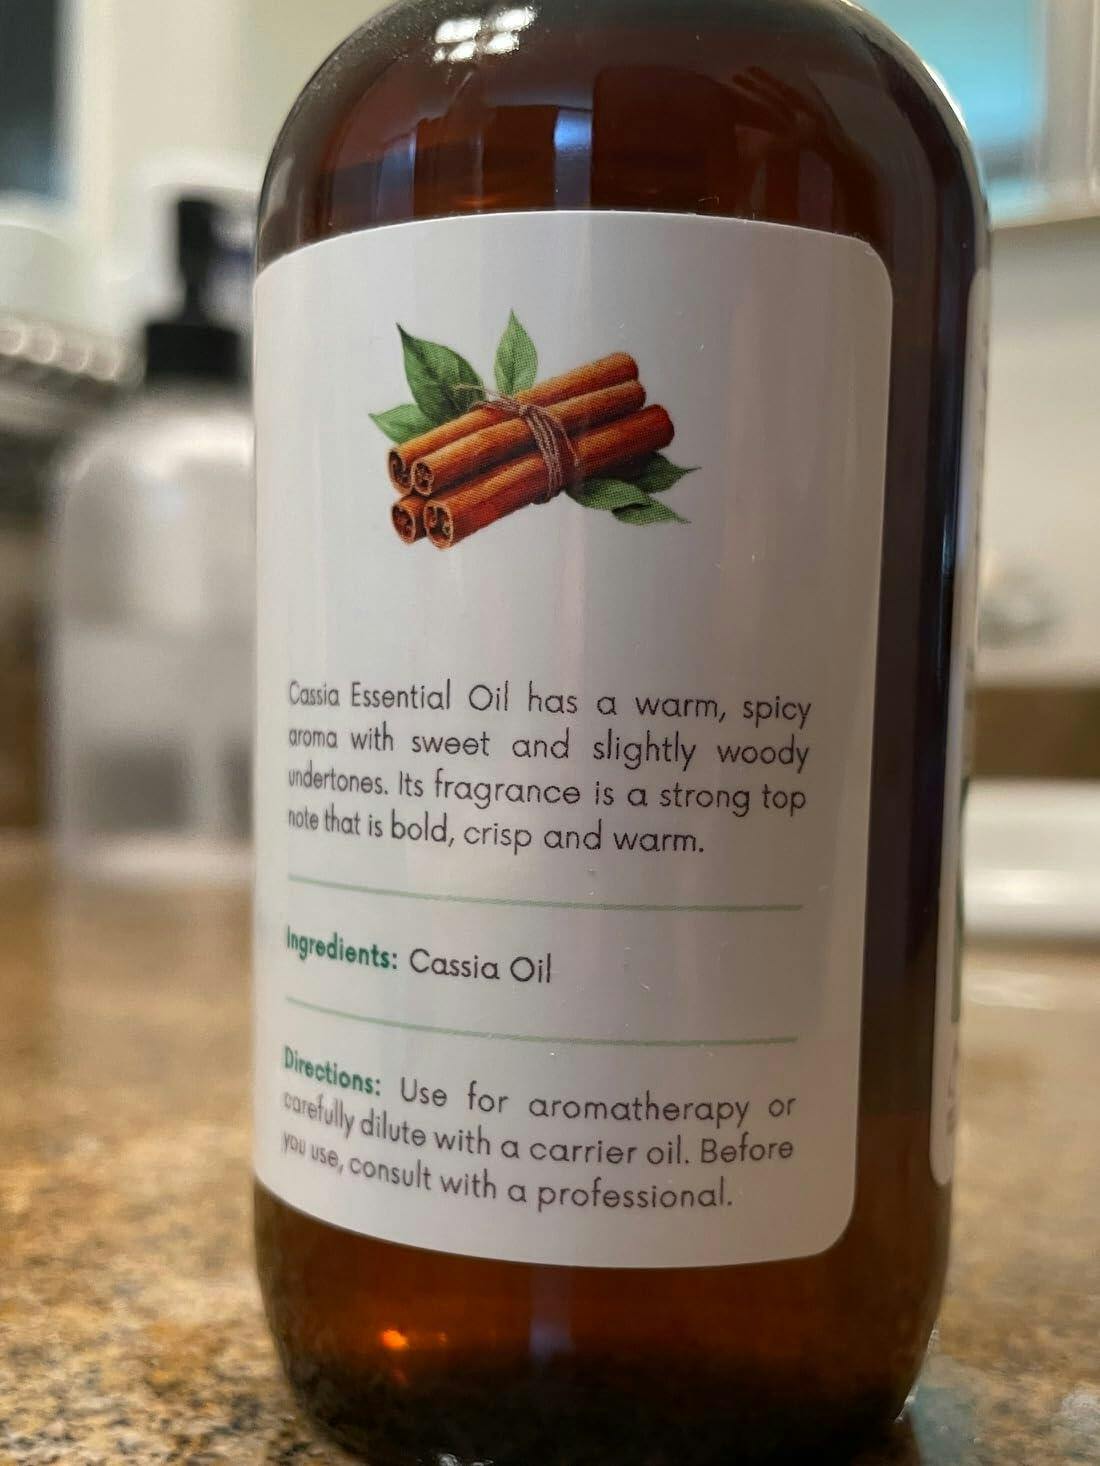 Cassia Essential Oil has a warm, spicy
aroma with sweet and slightly woody
undertones. Its fragrance is a strong top
note that is bold, crisp and warm.
Ingredients: Cassia Oil
Directions: Use for aromatherapy or
carefully dilute with a carrier oil. Before
you use, consult with a professional.